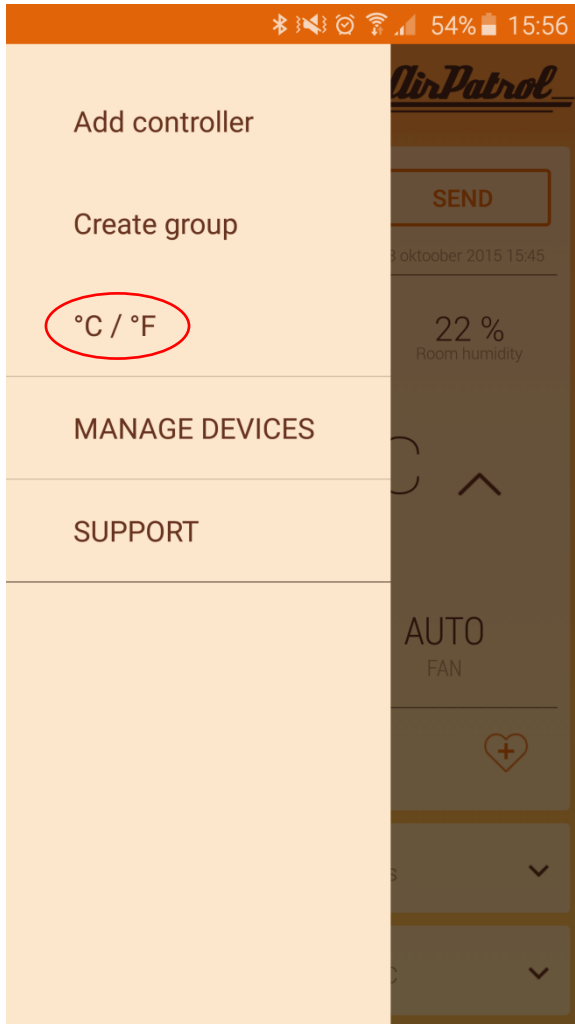 54% 15:56
AirPatrol
Add controller
SEND
Create group
oktoober 2015 15:45
°C / °F
22 %
Room humidity
MANAGE DEVICES
C
SUPPORT
AUTO
FAN
s
C